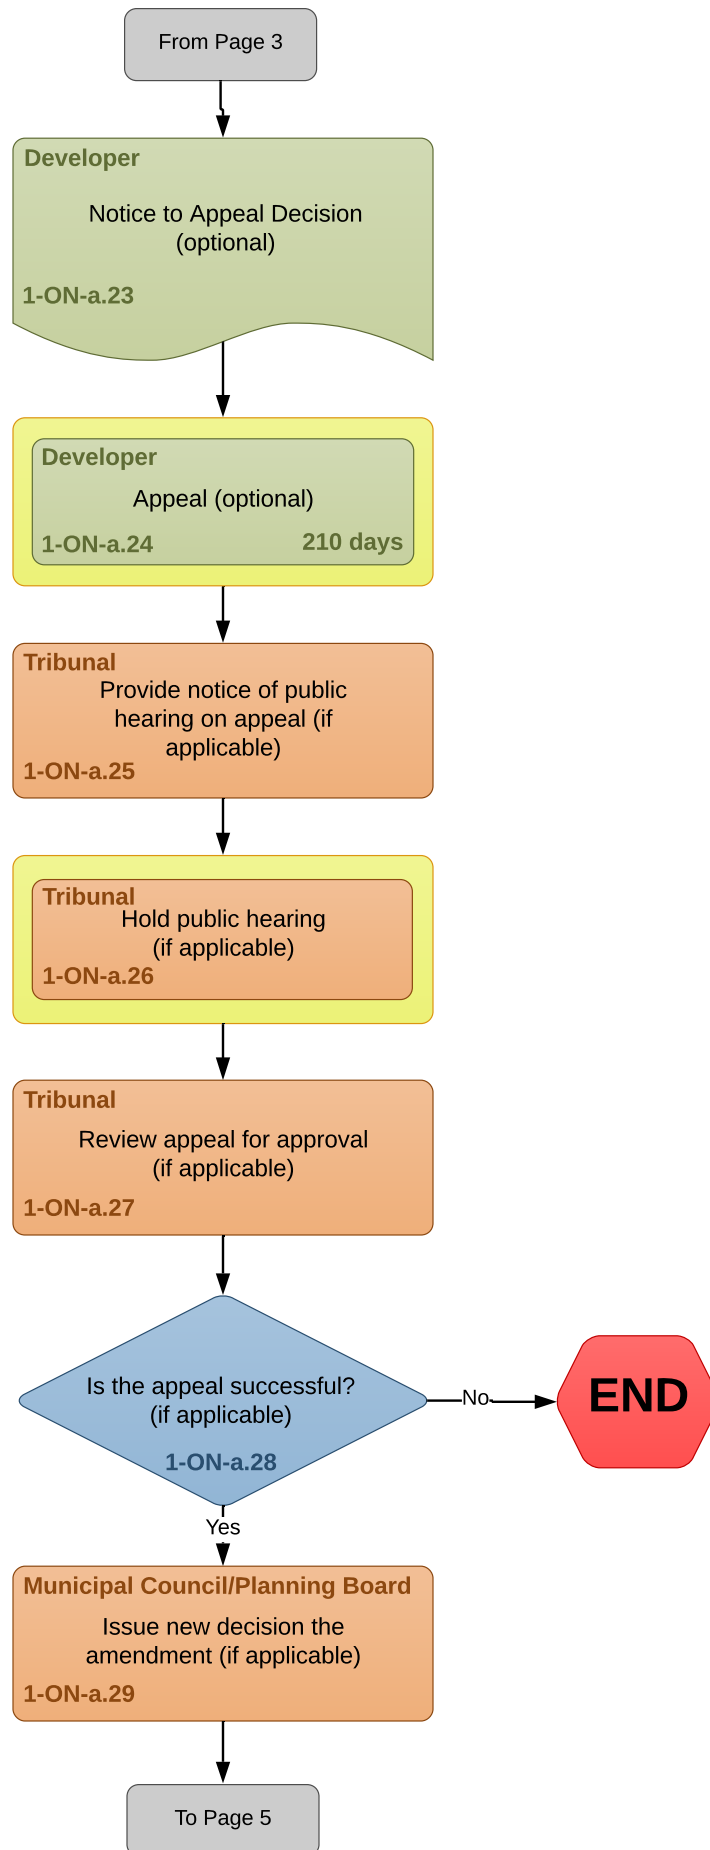 From Page 3
Developer
Notice to Appeal Decision
(optional)
1-ON-a.23
Developer
Appeal (optional)
1-ON-a.24
210 days
Tribunal
Provide notice of public
hearing on appeal (if
applicable)
1-ON-a.25
Tribunal
Hold public hearing
(if applicable)
1-ON-a.26
Tribunal
Review appeal for approval
(if applicable)
1-ON-a.27
Is the appeal successful?
(if applicable)
1-ON-a.28
No
END
Yes
Municipal Council/Planning Board
Issue new decision the
amendment (if applicable)
1-ON-a.29
To Page 5